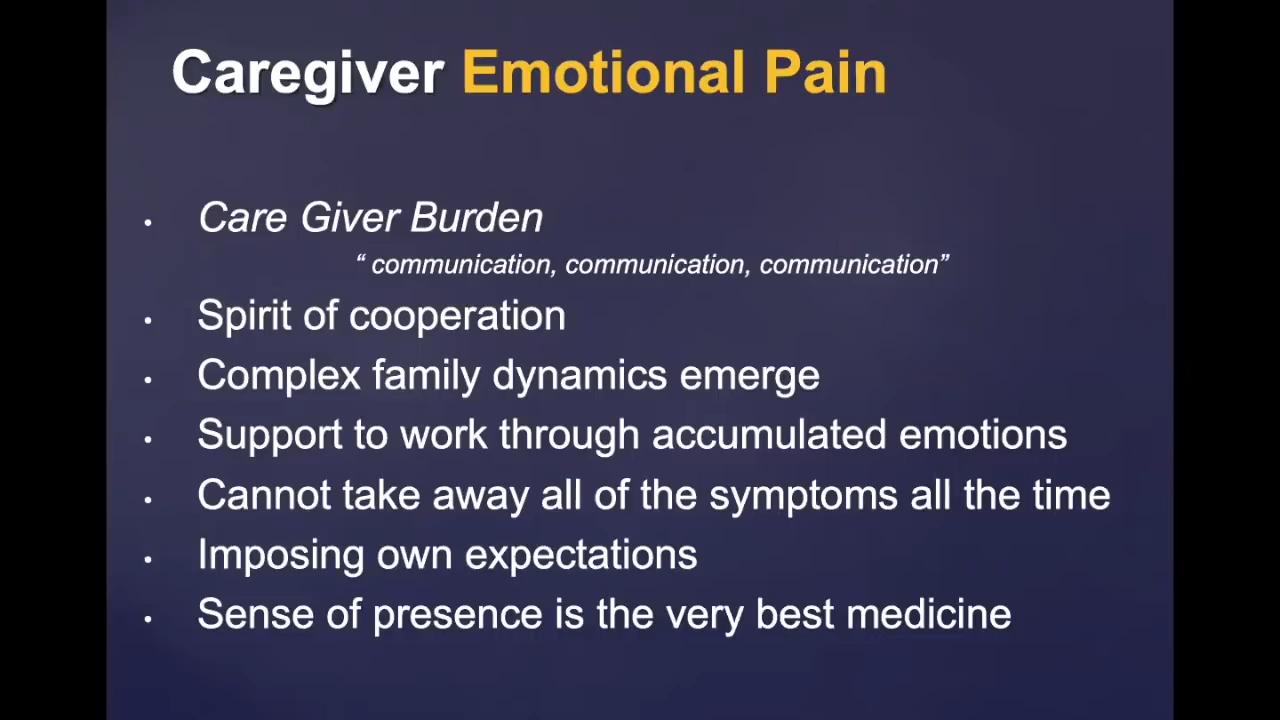 Caregiver Emotional Pain
• Care Giver Burden
“ communication, communication, communication”
• Spirit of cooperation
• Complex family dynamics emerge
• Support to work through accumulated emotions
• Cannot take away all of the symptoms all the time
• Imposing own expectations
• Sense of presence is the very best medicine